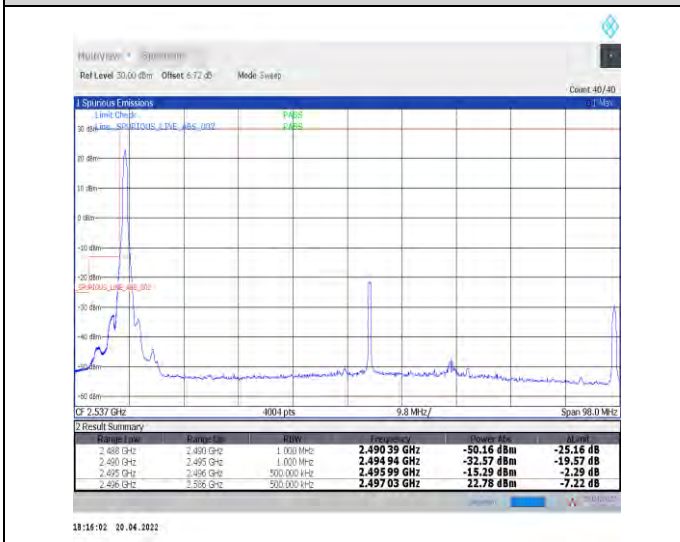 MultiView Spectrum
Ref Level 30.00 dBm Offset 6.72 dB Mode Sweep
Count 40/40
1 Spurious Emissions 1 Max
Limit Check PASS
Line SPURIOUS_LINE_ABS_002 PASS
30 dBm
20 dBm
10 dBm
0 dBm
-10 dBm
-20 dBm
SPURIOUS_LINE_ABS_002
-30 dBm
-40 dBm
-50 dBm
-60 dBm
CF 2.537 GHz 4004 pts 9.8 MHz/ Span 98.0 MHz
2 Result Summary
Range Low Range Up RBW Frequency Power Abs ΔLimit
2.488 GHz 2.490 GHz 1.000 MHz 2.490 39 GHz -50.16 dBm -25.16 dB
2.490 GHz 2.495 GHz 1.000 MHz 2.494 94 GHz -32.57 dBm -19.57 dB
2.495 GHz 2.496 GHz 500.000 kHz 2.495 99 GHz -15.29 dBm -2.29 dB
2.496 GHz 2.586 GHz 500.000 kHz 2.497 03 GHz 22.78 dBm -7.22 dB
18:16:02 20.04.2022